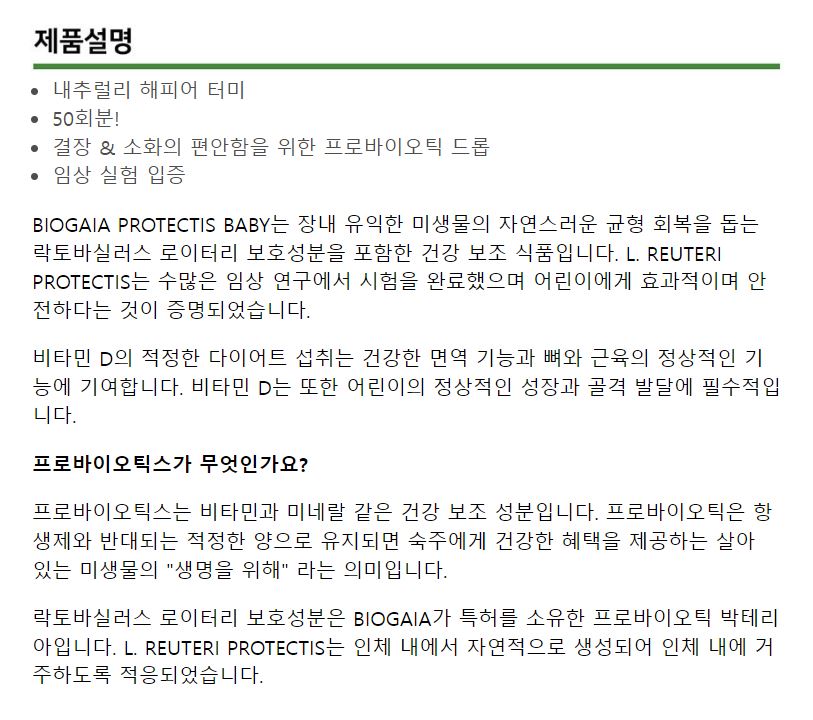 제품설명
• 내추럴리 해피어 터미
• 50회분!
• 결장 & 소화의 편안함을 위한 프로바이오틱 드롭
• 임상 실험 입증
BIOGAIA PROTECTIS BABY는 장내 유익한 미생물의 자연스러운 균형 회복을 돕는
락토바실러스 로이터리 보호성분을 포함한 건강 보조 식품입니다. L. REUTERI
PROTECTIS는 수많은 임상 연구에서 시험을 완료했으며 어린이에게 효과적이며 안
전하다는 것이 증명되었습니다.
비타민 D의 적정한 다이어트 섭취는 건강한 면역 기능과 뼈와 근육의 정상적인 기
능에 기여합니다. 비타민 D는 또한 어린이의 정상적인 성장과 골격 발달에 필수적입
니다.
프로바이오틱스가 무엇인가요?
프로바이오틱스는 비타민과 미네랄 같은 건강 보조 성분입니다. 프로바이오틱은 항
생제와 반대되는 적정한 양으로 유지되면 숙주에게 건강한 혜택을 제공하는 살아
있는 미생물의 "생명을 위해" 라는 의미입니다.
락토바실러스 로이터리 보호성분은 BIOGAIA가 특허를 소유한 프로바이오틱 박테리
아입니다. L. REUTERI PROTECTIS는 인체 내에서 자연적으로 생성되어 인체 내에 거
주하도록 적응되었습니다.